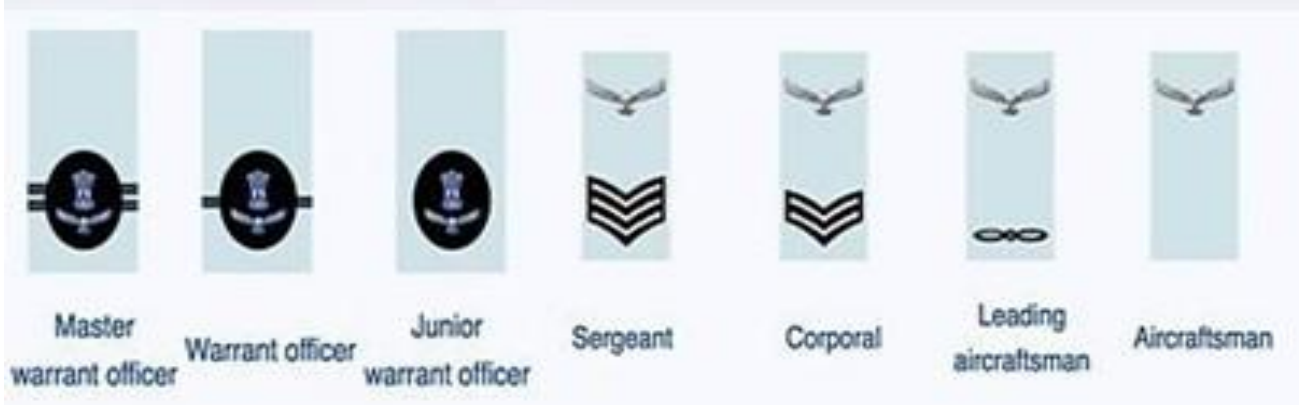 Master
warrant officer
Warrant officer
Junior
warrant officer
Sergeant
Corporal
Leading
aircraftsman
Aircraftsman